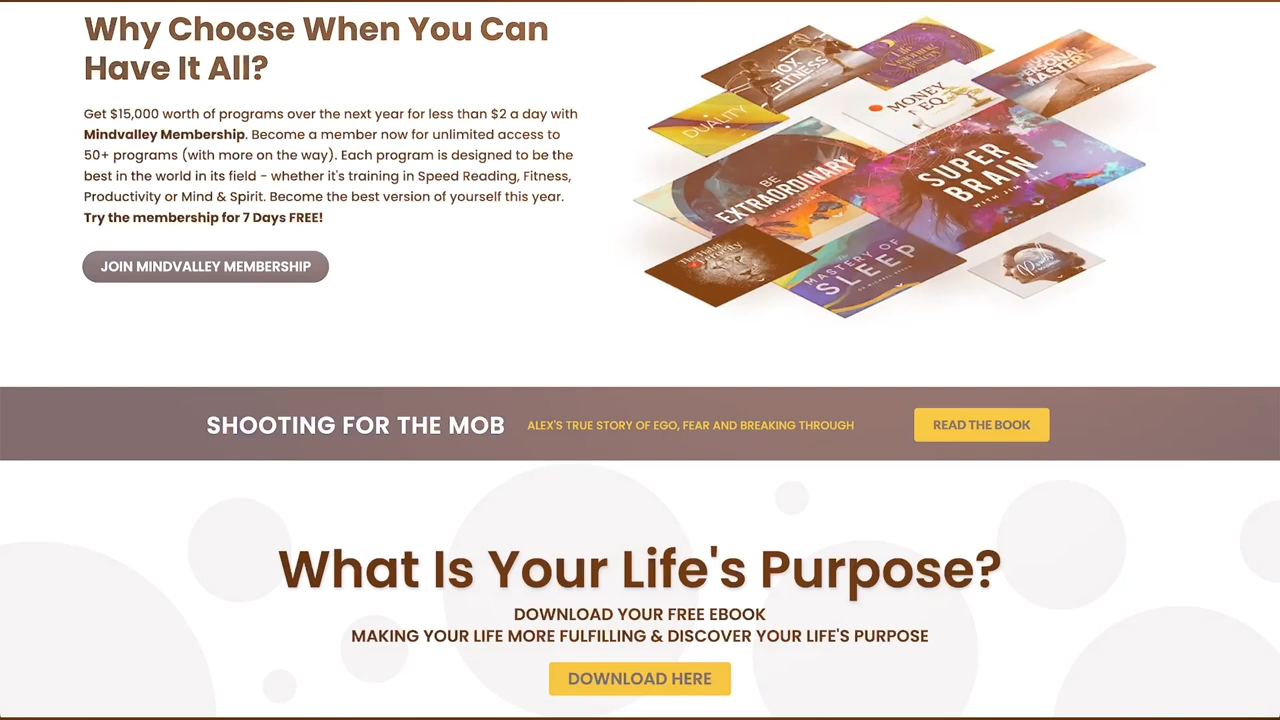 Why Choose When You Can
Have It All?
Get $15,000 worth of programs over the next year for less than $2 a day with
Mindvalley Membership. Become a member now for unlimited access to
50+ programs (with more on the way). Each program is designed to be the
best in the world in its field - whether it's training in Speed Reading, Fitness,
Productivity or Mind & Spirit. Become the best version of yourself this year.
Try the membership for 7 Days FREE!
JOIN MINDVALLEY MEMBERSHIP
10X
FITNESS
PERSONAL
MASTERY
MONEY
EQ
DUALITY
BE
EXTRAORDINARY
SUPER
BRAIN
WITH JIM KWIK
MASTERY OF
SLEEP
SHOOTING FOR THE MOB
ALEX'S TRUE STORY OF EGO, FEAR AND BREAKING THROUGH
READ THE BOOK
What Is Your Life's Purpose?
DOWNLOAD YOUR FREE EBOOK
MAKING YOUR LIFE MORE FULFILLING & DISCOVER YOUR LIFE'S PURPOSE
DOWNLOAD HERE